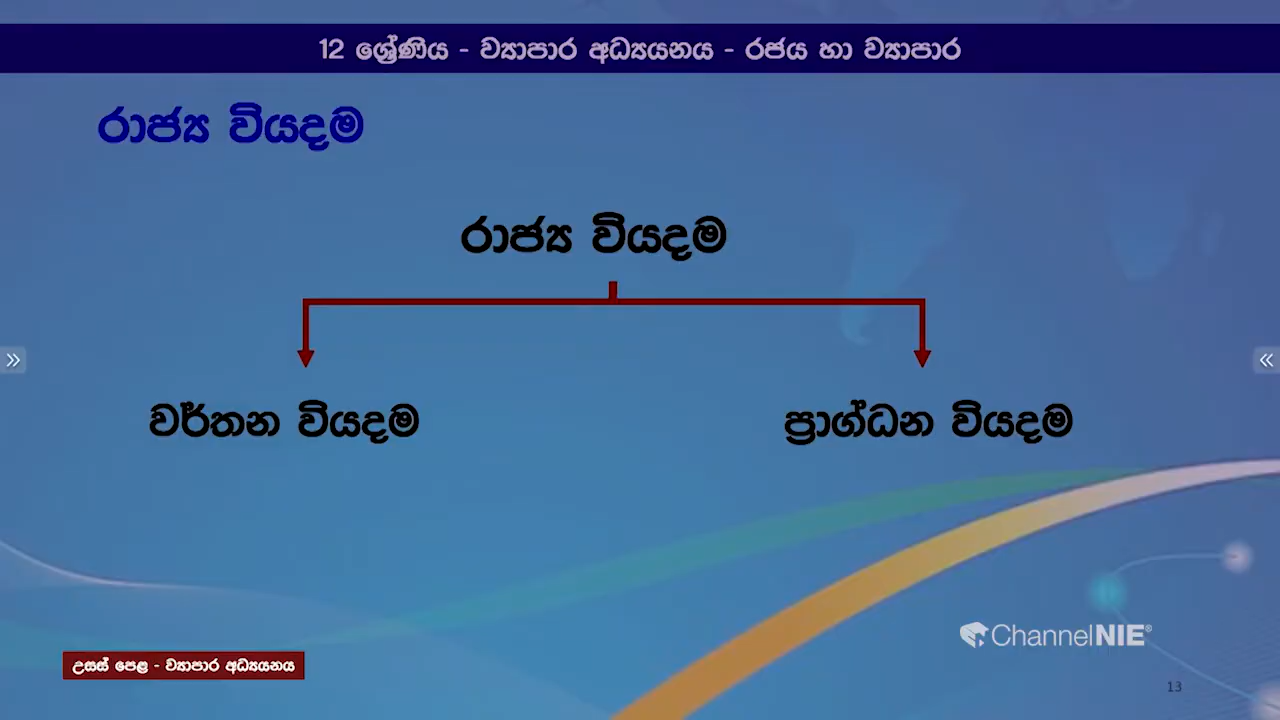 12 ශ්‍රේණිය - ව්‍යාපාර අධ්‍යයනය - රජය හා ව්‍යාපාර
රාජ්‍ය වියදම
රාජ්‍ය වියදම
වර්තන වියදම
ප්‍රාග්ධන වියදම
ChannelNIE®
උසස් පෙළ - ව්‍යාපාර අධ්‍යයනය
13